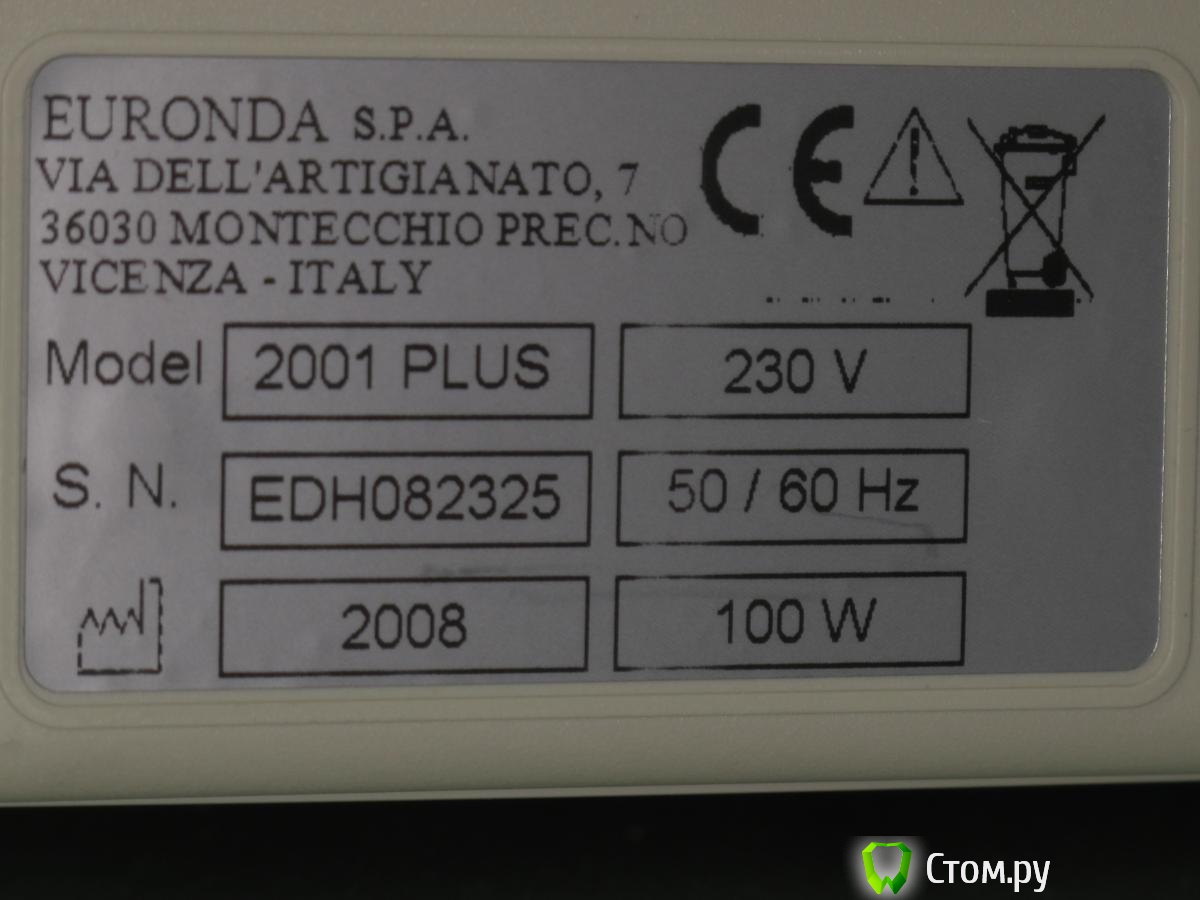 EURONDA S.P.A.
VIA DELL'ARTIGIANATO, 7
36030 MONTECCHIO PREC.NO
VICENZA - ITALY
CE
Model 2001 PLUS 230 V
S. N. EDH082325 50 / 60 Hz
2008 100 W
Стом.ру